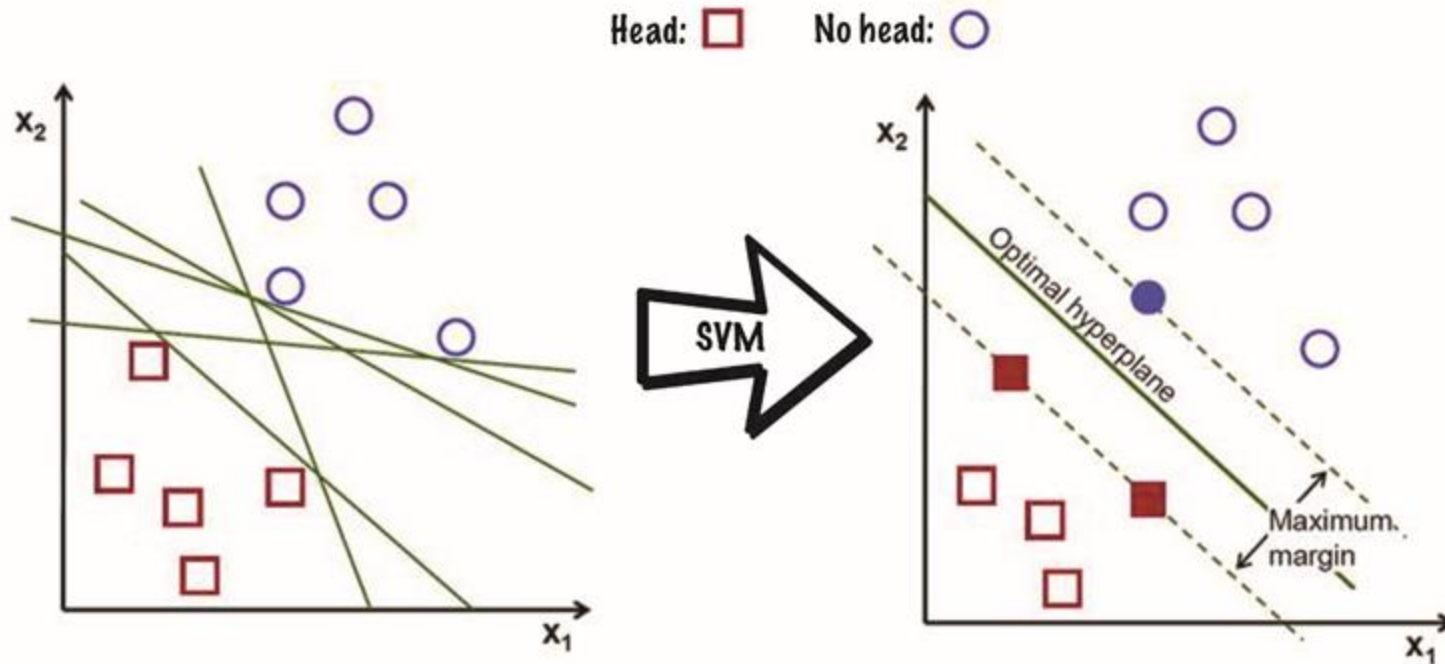 Head:
No head:
x₂
x₁
SVM
x₂
Optimal hyperplane
Maximum
margin
x₁